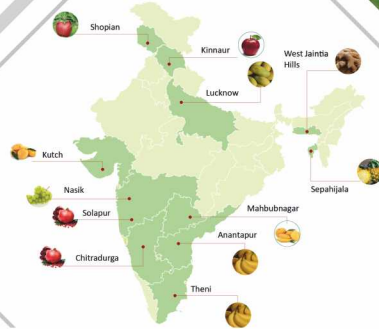 Shopian
Kinnaur
West Jaintia
Hills
Lucknow
Kutch
Sepahijala
Nasik
Solapur
Mahbubnagar
Anantapur
Chitradurga
Theni